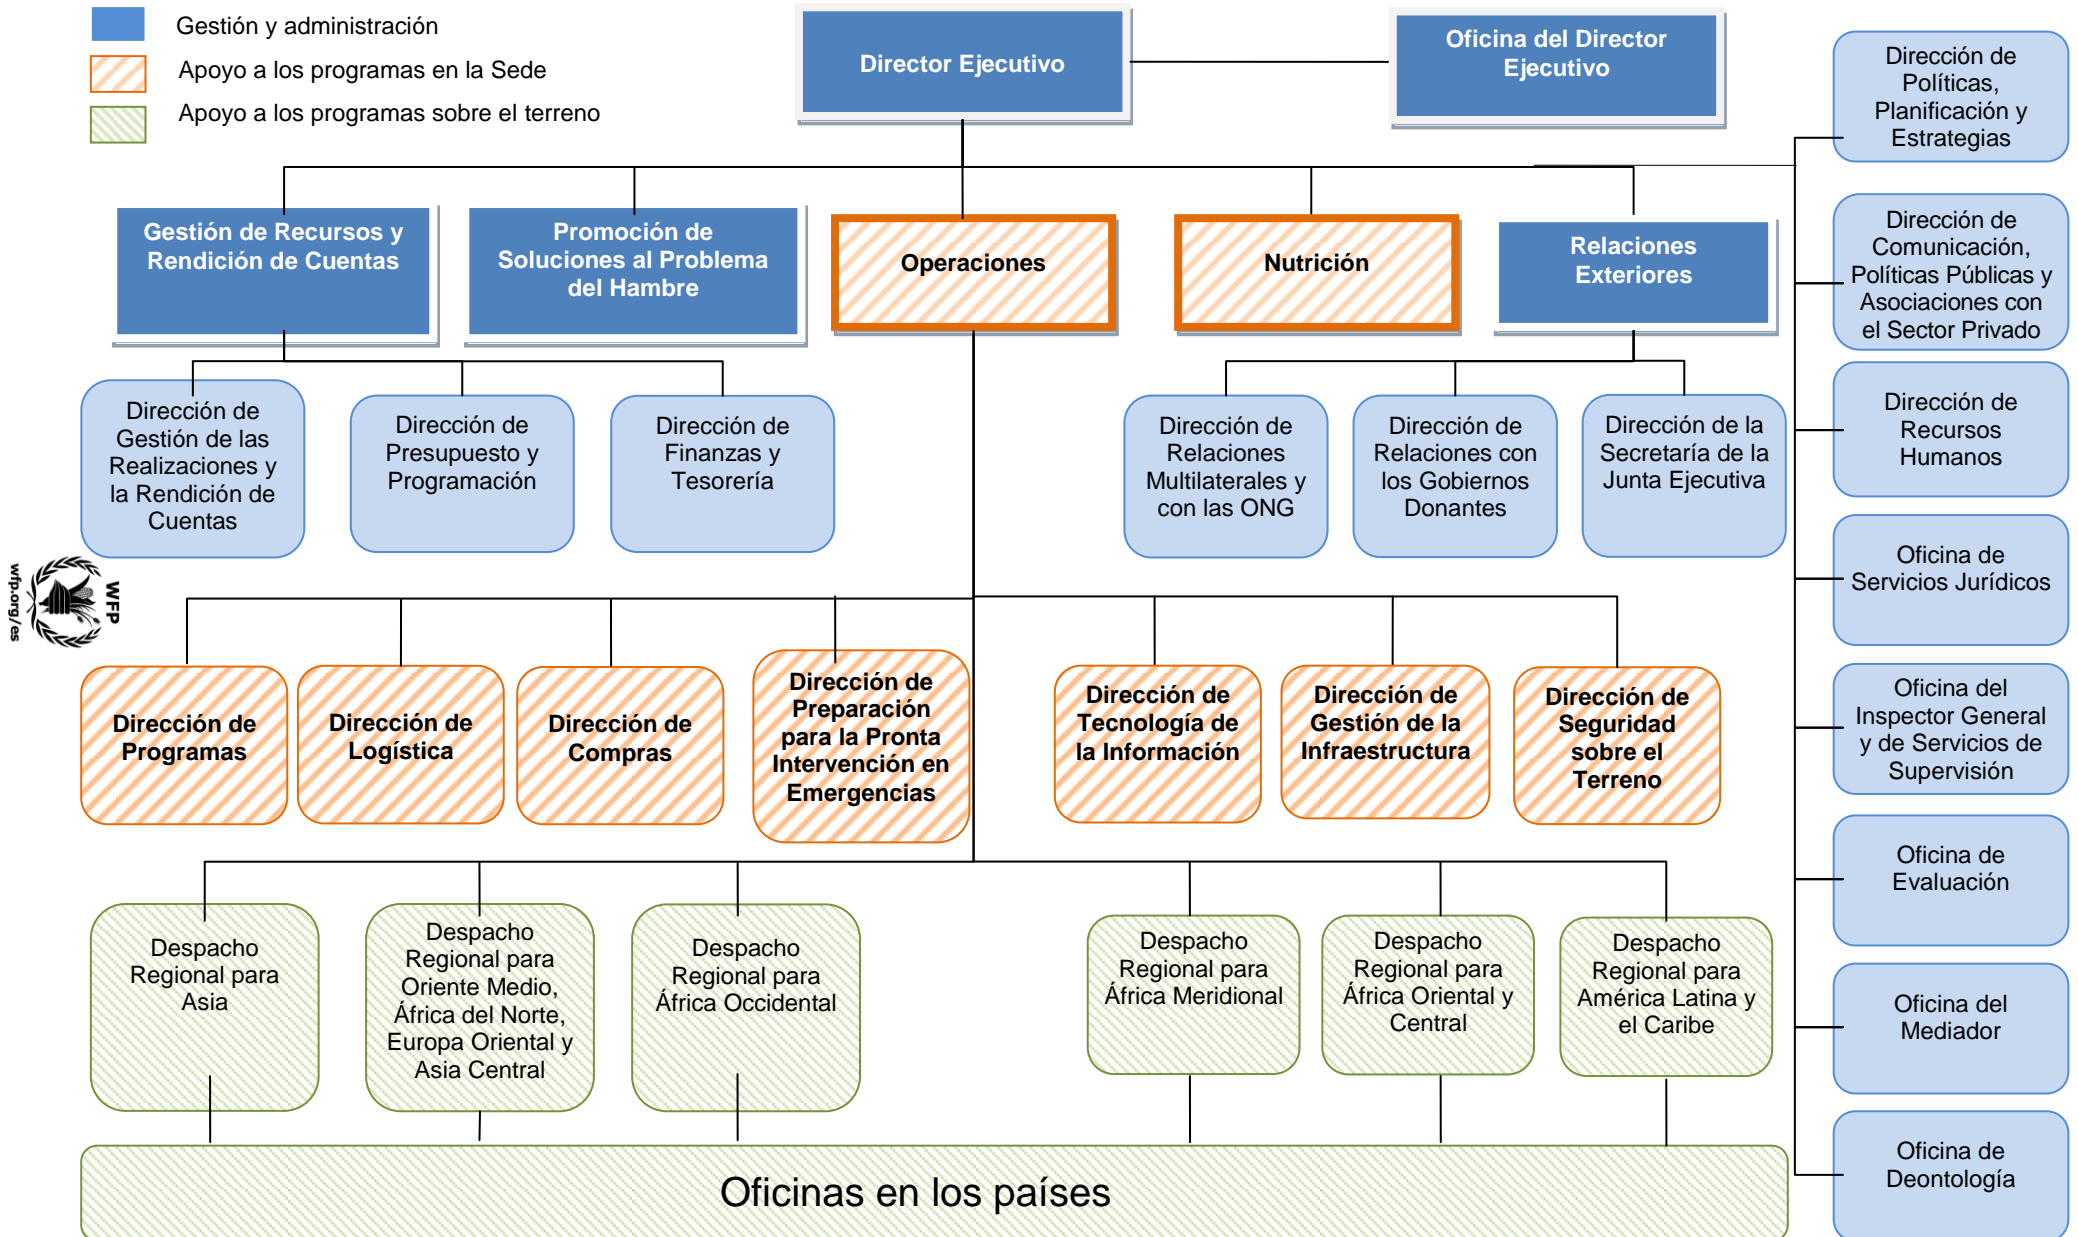 Gestión y administración
Apoyo a los programas en la Sede
Apoyo a los programas sobre el terreno
Director Ejecutivo
Oficina del Director
Ejecutivo
Gestión de Recursos y
Rendición de Cuentas
Promoción de
Soluciones al Problema
del Hambre
Operaciones
Nutrición
Relaciones
Exteriores
Dirección de
Gestión de las
Realizaciones y
la Rendición de
Cuentas
Dirección de
Presupuesto y
Programación
Dirección de
Finanzas y
Tesorería
Dirección de
Relaciones
Multilaterales y
con las ONG
Dirección de
Relaciones con
los Gobiernos
Donantes
Dirección de la
Secretaría de la
Junta Ejecutiva
WFP
wfp.org/es
Dirección de
Programas
Dirección de
Logística
Dirección de
Compras
Dirección de
Preparación
para la Pronta
Intervención en
Emergencias
Dirección de
Tecnología de
la Información
Dirección de
Gestión de la
Infraestructura
Dirección de
Seguridad
sobre el
Terreno
Despacho
Regional para
Asia
Despacho
Regional para
Oriente Medio,
África del Norte,
Europa Oriental y
Asia Central
Despacho
Regional para
África Occidental
Despacho
Regional para
África Meridional
Despacho
Regional para
África Oriental y
Central
Despacho
Regional para
América Latina y
el Caribe
Oficinas en los países
Dirección de
Políticas,
Planificación y
Estrategias
Dirección de
Comunicación,
Políticas Públicas y
Asociaciones con
el Sector Privado
Dirección de
Recursos
Humanos
Oficina de
Servicios Jurídicos
Oficina del
Inspector General
y de Servicios de
Supervisión
Oficina de
Evaluación
Oficina del
Mediador
Oficina de
Deontología